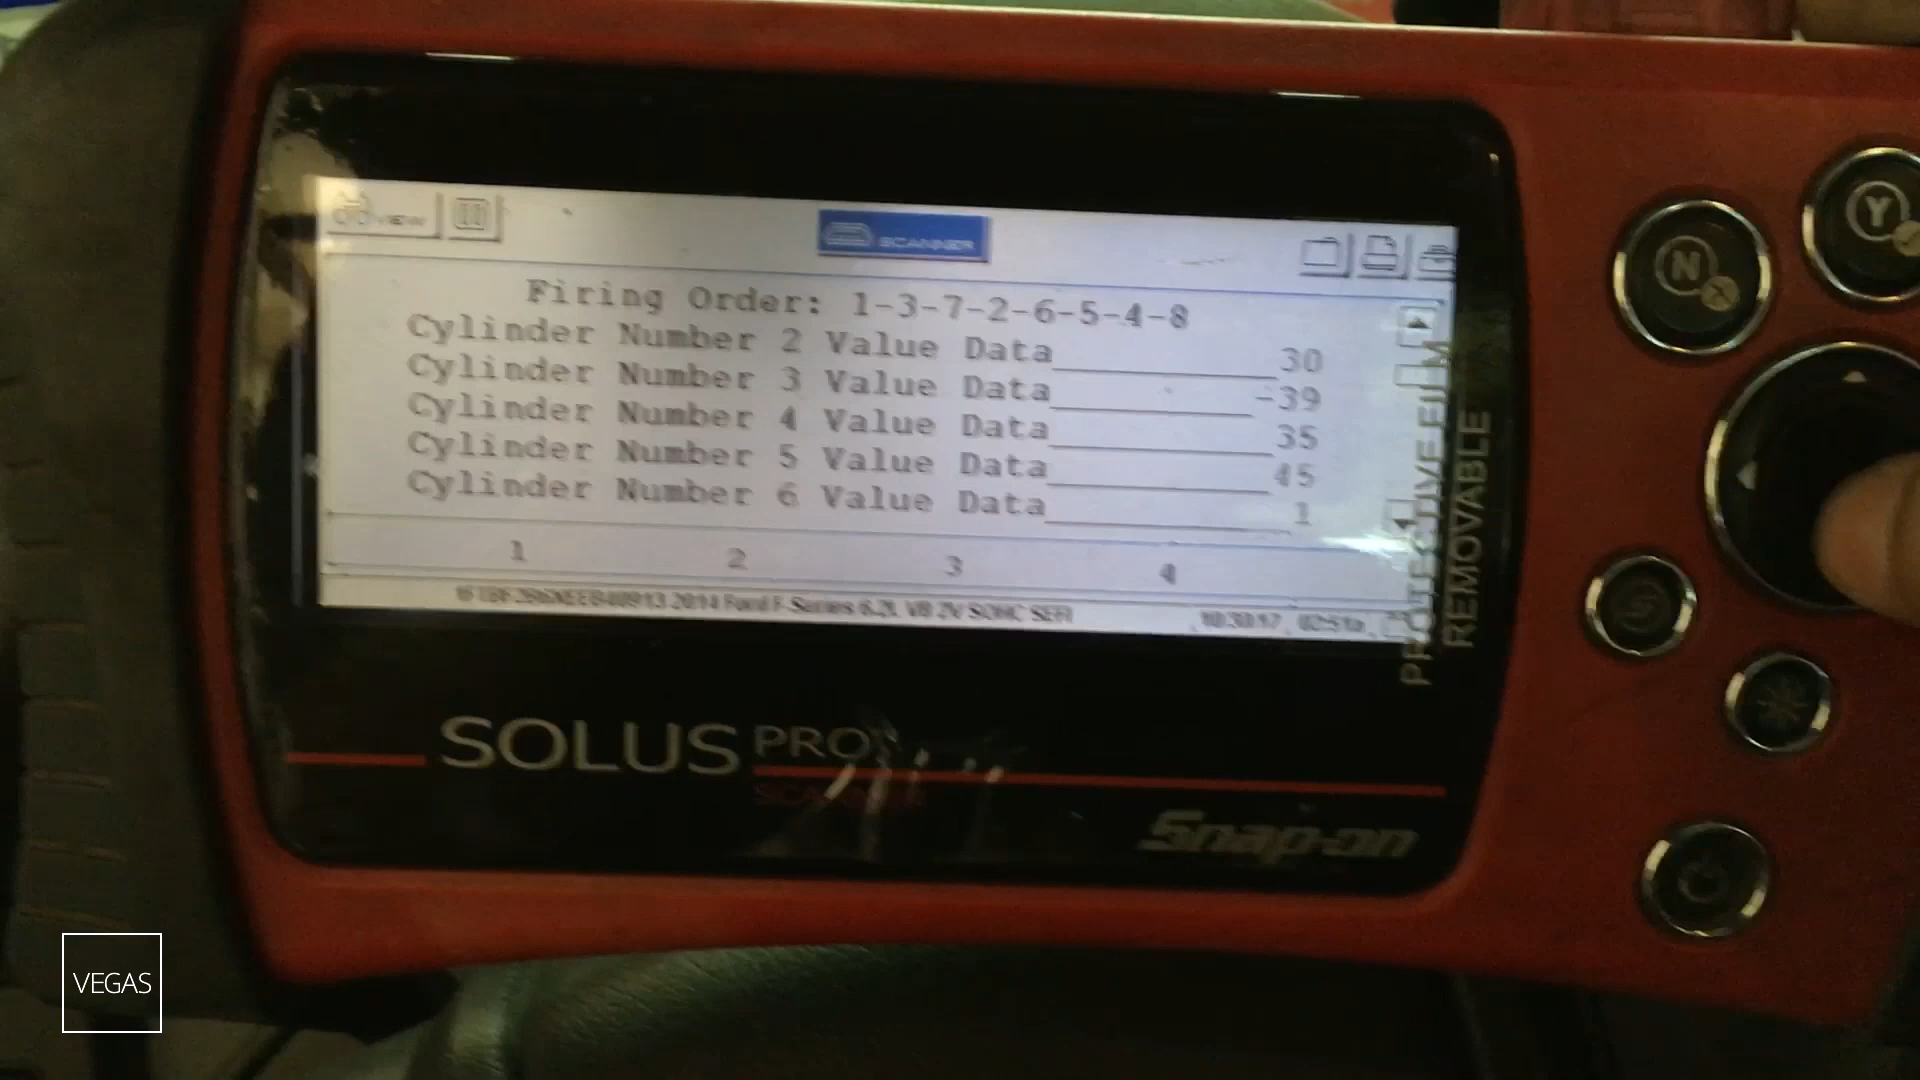 VIEW
SCANNER
Firing Order: 1-3-7-2-6-5-4-8
Cylinder Number 2 Value Data 30
Cylinder Number 3 Value Data -39
Cylinder Number 4 Value Data 35
Cylinder Number 5 Value Data 45
Cylinder Number 6 Value Data 1
1 2 3 4
2014 Ford F-Series 6.2L V8 2V SOHC SEFI
PROTECTIVE FILM
REMOVABLE
N
Y
SOLUS PRO
SCANNER
Snap-on
VEGAS